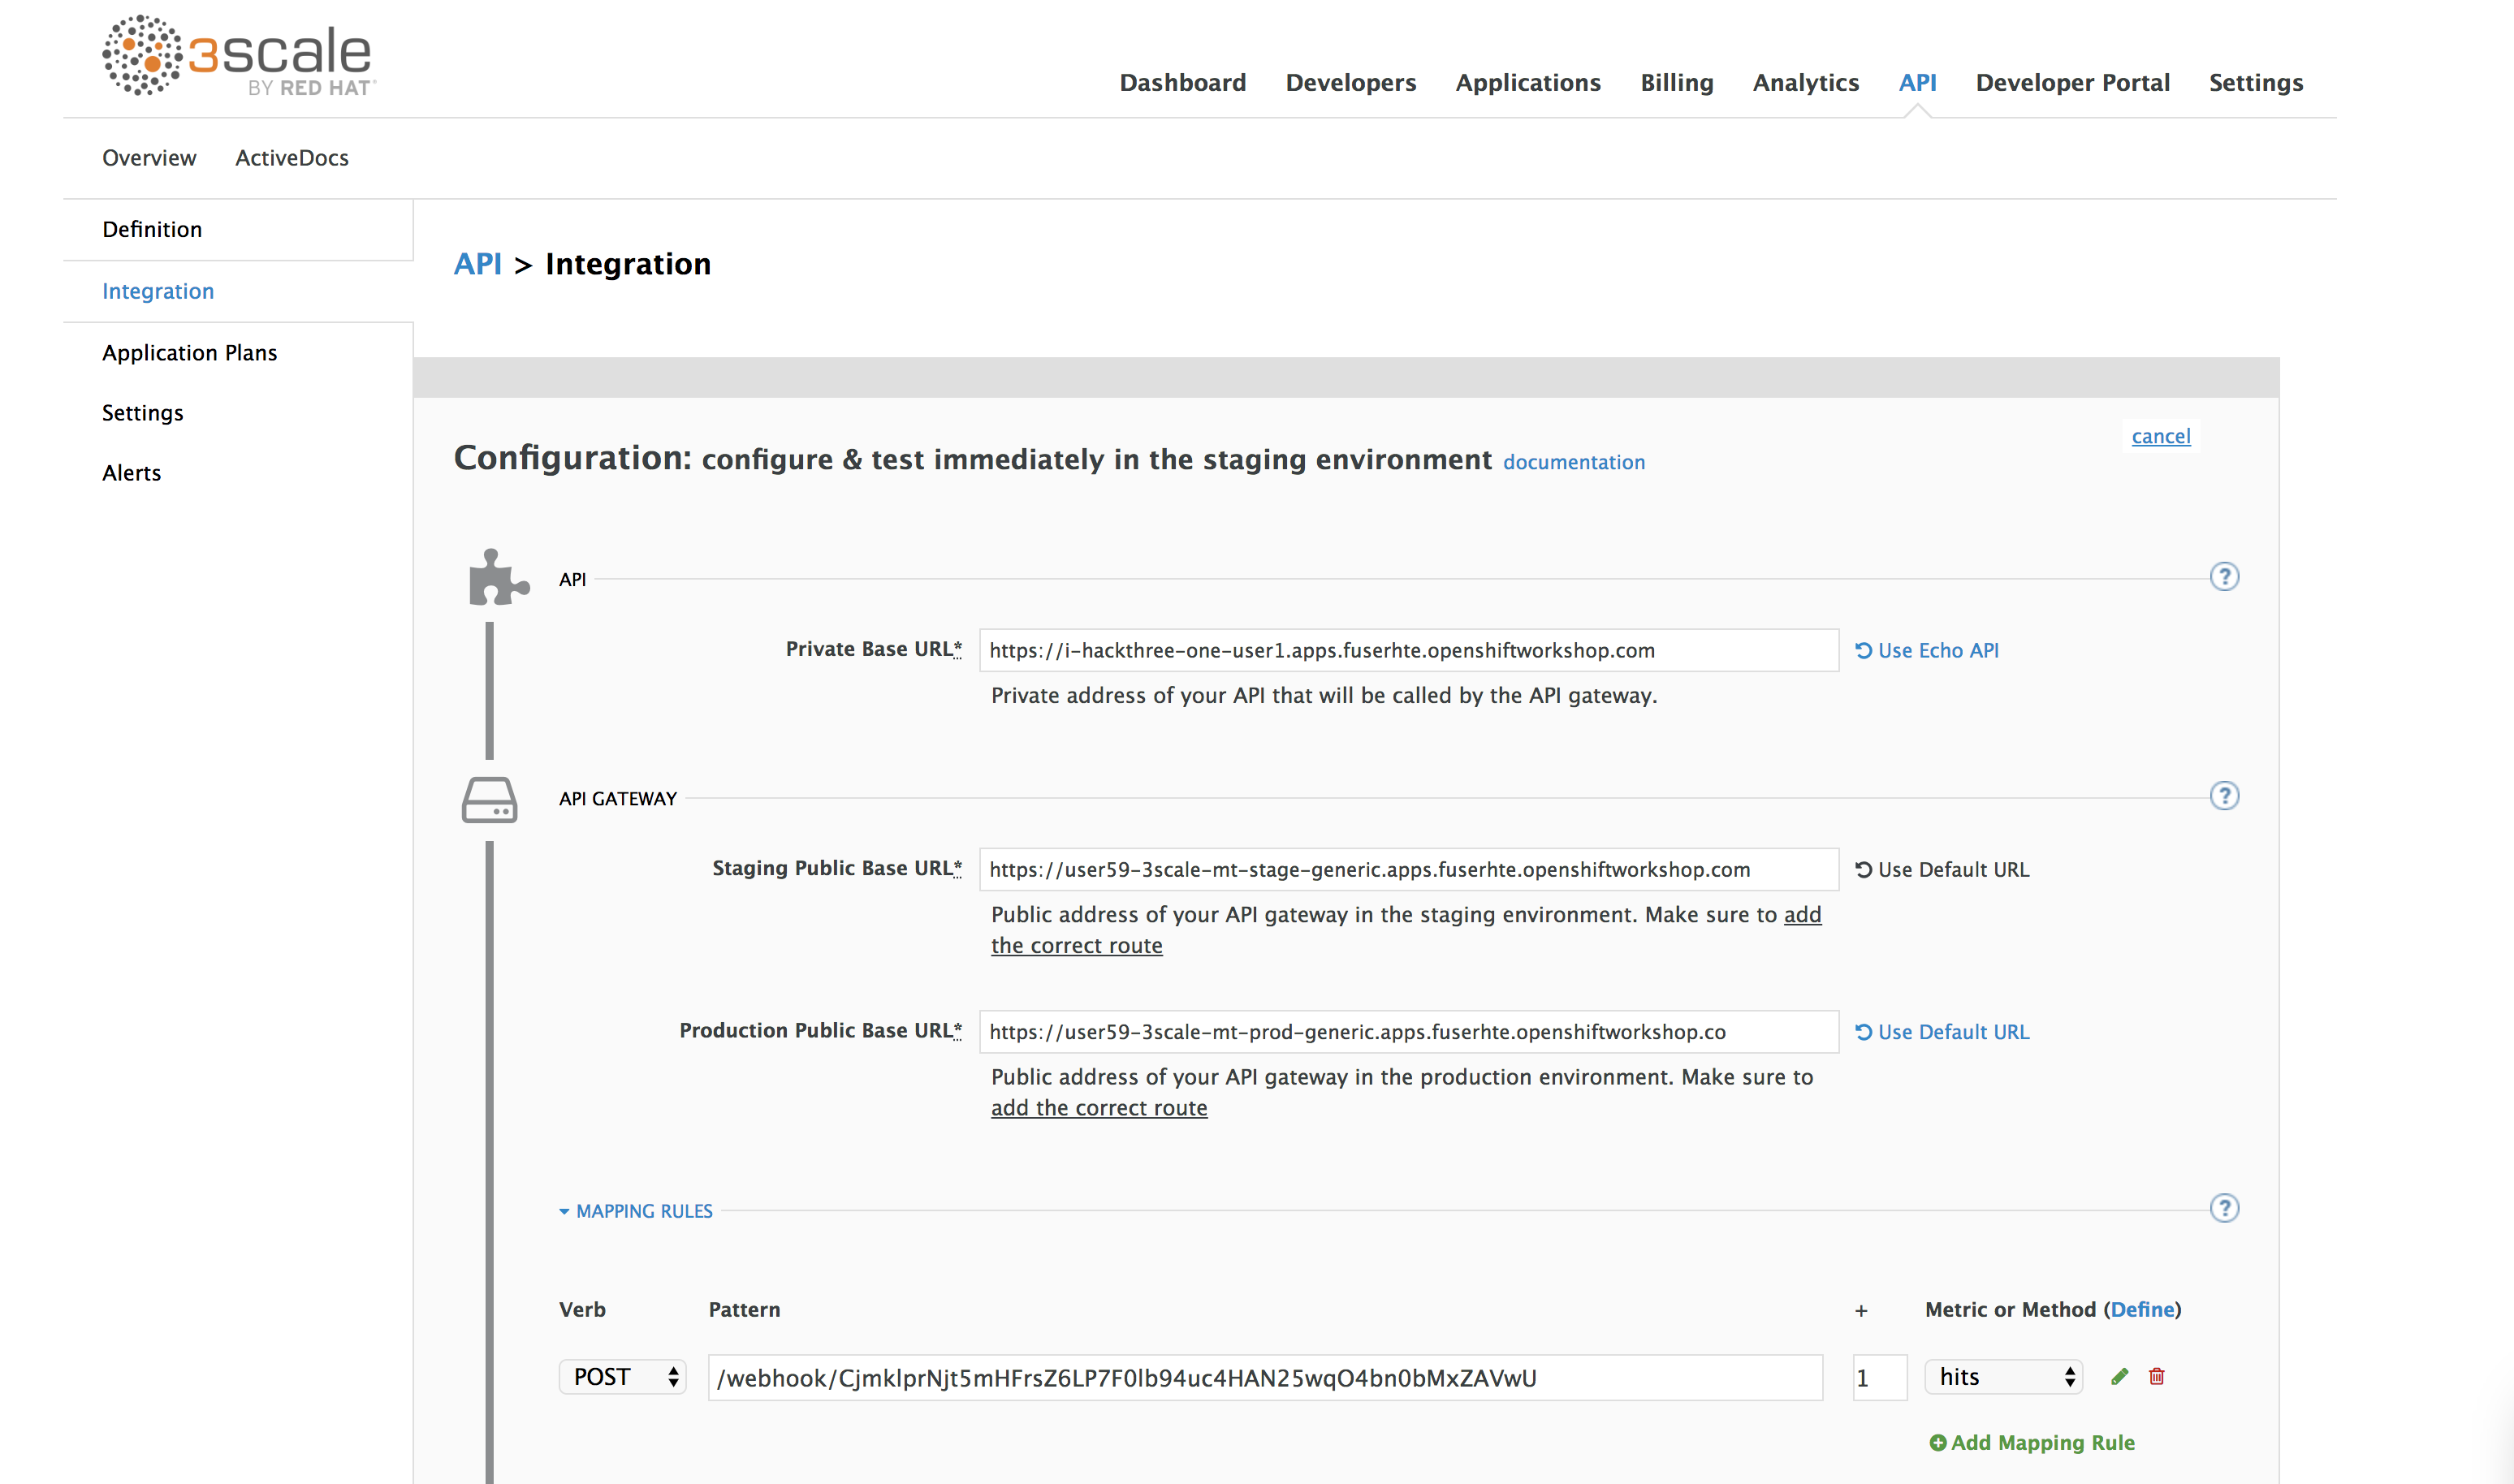 3scale
BY RED HAT®
Dashboard Developers Applications Billing Analytics API Developer Portal Settings
Overview ActiveDocs
Definition
Integration
Application Plans
Settings
Alerts
API > Integration
cancel
Configuration: configure & test immediately in the staging environment documentation
API ?
Private Base URL* https://i-hackthree-one-user1.apps.fuserhte.openshiftworkshop.com Use Echo API
Private address of your API that will be called by the API gateway.
API GATEWAY ?
Staging Public Base URL* https://user59-3scale-mt-stage-generic.apps.fuserhte.openshiftworkshop.com Use Default URL
Public address of your API gateway in the staging environment. Make sure to add
the correct route
Production Public Base URL* https://user59-3scale-mt-prod-generic.apps.fuserhte.openshiftworkshop.co Use Default URL
Public address of your API gateway in the production environment. Make sure to
add the correct route
MAPPING RULES ?
Verb Pattern + Metric or Method (Define)
POST /webhook/CjmklprNjt5mHFrsZ6LP7F0lb94uc4HAN25wqO4bn0bMxZAVwU 1 hits
Add Mapping Rule